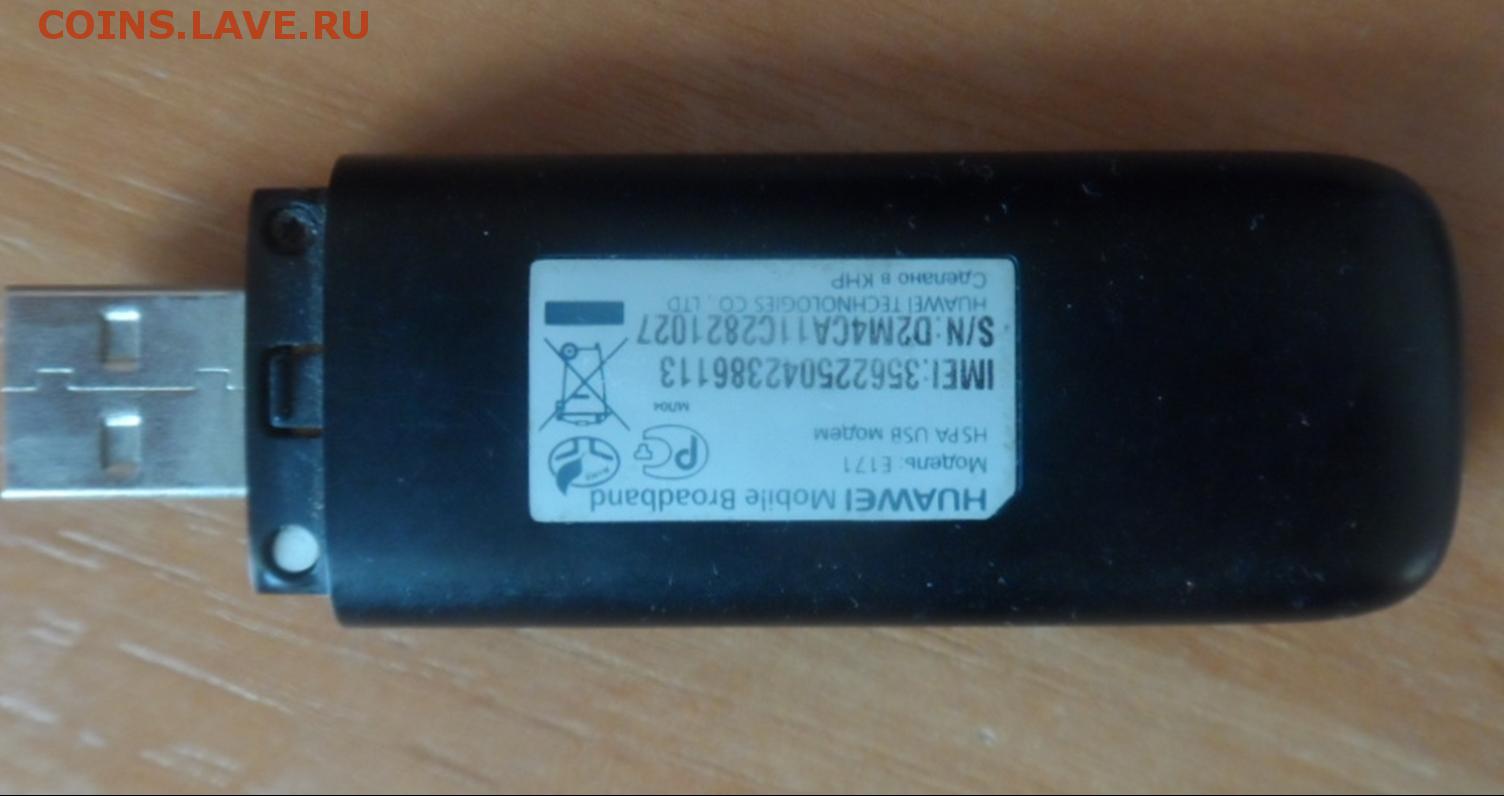 COINS.LAVE.RU
HUAWEI Mobile Broadband
Модель: E171
HSPA USB модем
МЛ04
IMEI:356225042386113
S/N:D2M4CA11C2821027
HUAWEI TECHNOLOGIES CO., LTD
Сделано в КНР